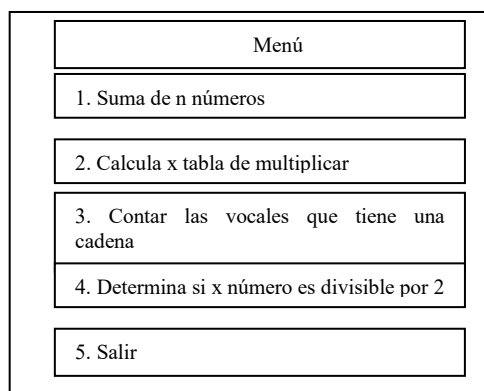 Menú
1. Suma de n números
2. Calcula x tabla de multiplicar
3. Contar las vocales que tiene una
cadena
4. Determina si x número es divisible por 2
5. Salir